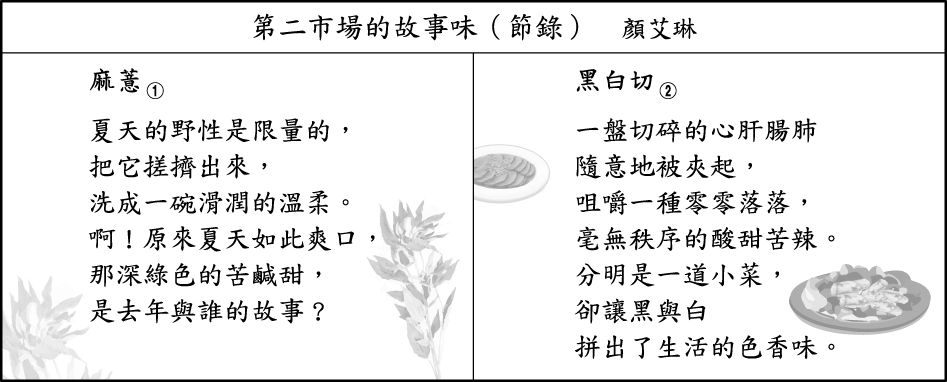 第二市場的故事味（節錄）　顏艾琳
麻薏①
夏天的野性是限量的，
把它搓擠出來，
洗成一碗滑潤的溫柔。
啊！原來夏天如此爽口，
那深綠色的苦鹹甜，
是去年與誰的故事？
黑白切②
一盤切碎的心肝腸肺
隨意地被夾起，
咀嚼一種零零落落，
毫無秩序的酸甜苦辣。
分明是一道小菜，
卻讓黑與白
拼出了生活的色香味。